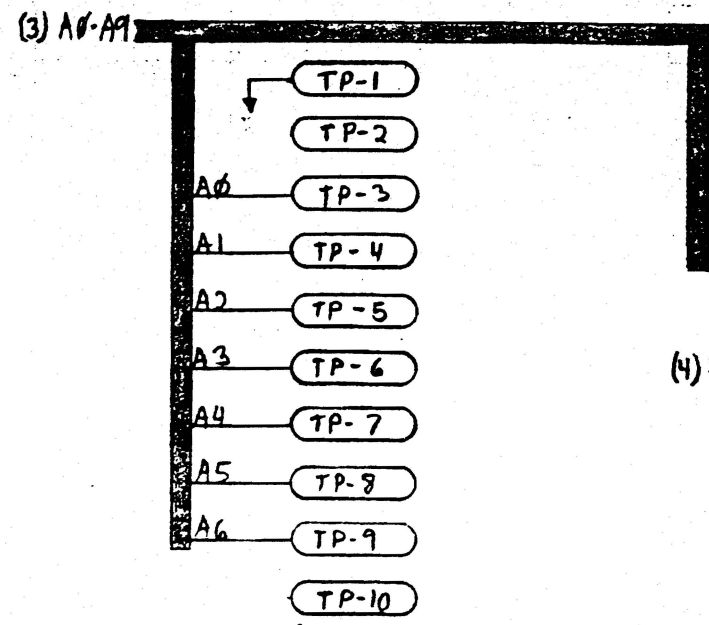 (3) AØ-A9
TP-1
TP-2
AØ TP-3
A1 TP-4
A2 TP-5
A3 TP-6
(4)
A4 TP-7
A5 TP-8
A6 TP-9
TP-10